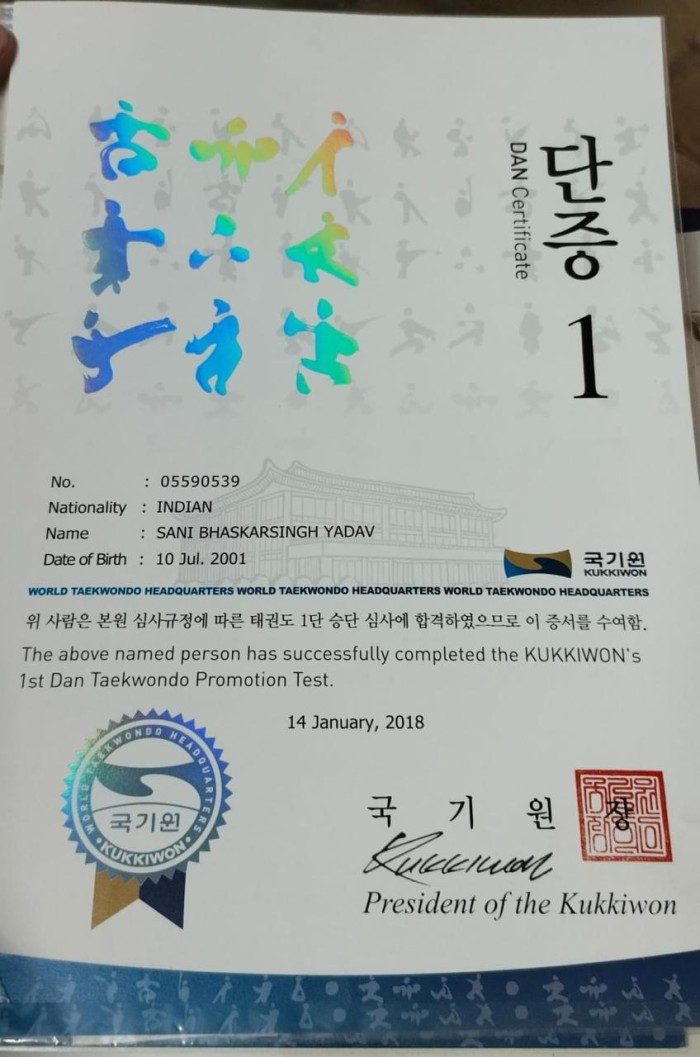 단증
DAN Certificate
1
No. : 05590539
Nationality : INDIAN
Name : SANI BHASKARSINGH YADAV
Date of Birth : 10 Jul. 2001
국기원
KUKKIWON
WORLD TAEKWONDO HEADQUARTERS WORLD TAEKWONDO HEADQUARTERS WORLD TAEKWONDO HEADQUARTERS
위 사람은 본원 심사규정에 따른 태권도 1단 승단 심사에 합격하였으므로 이 증서를 수여함.
The above named person has successfully completed the KUKKIWON's
1st Dan Taekwondo Promotion Test.
14 January, 2018
WORLD TAEKWONDO HEADQUARTERS
국기원
•KUKKIWON•
국 기 원 장
Kukkiwon
President of the Kukkiwon